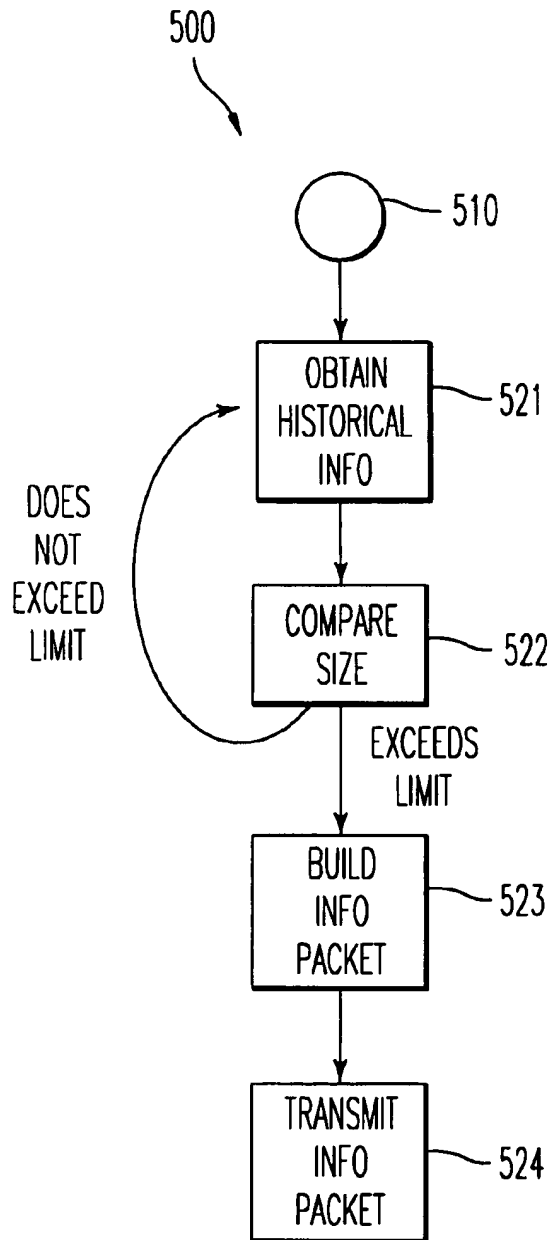 500
510
OBTAIN
HISTORICAL
INFO
521
DOES
NOT
EXCEED
LIMIT
COMPARE
SIZE
522
EXCEEDS
LIMIT
BUILD
INFO
PACKET
523
TRANSMIT
INFO
PACKET
524